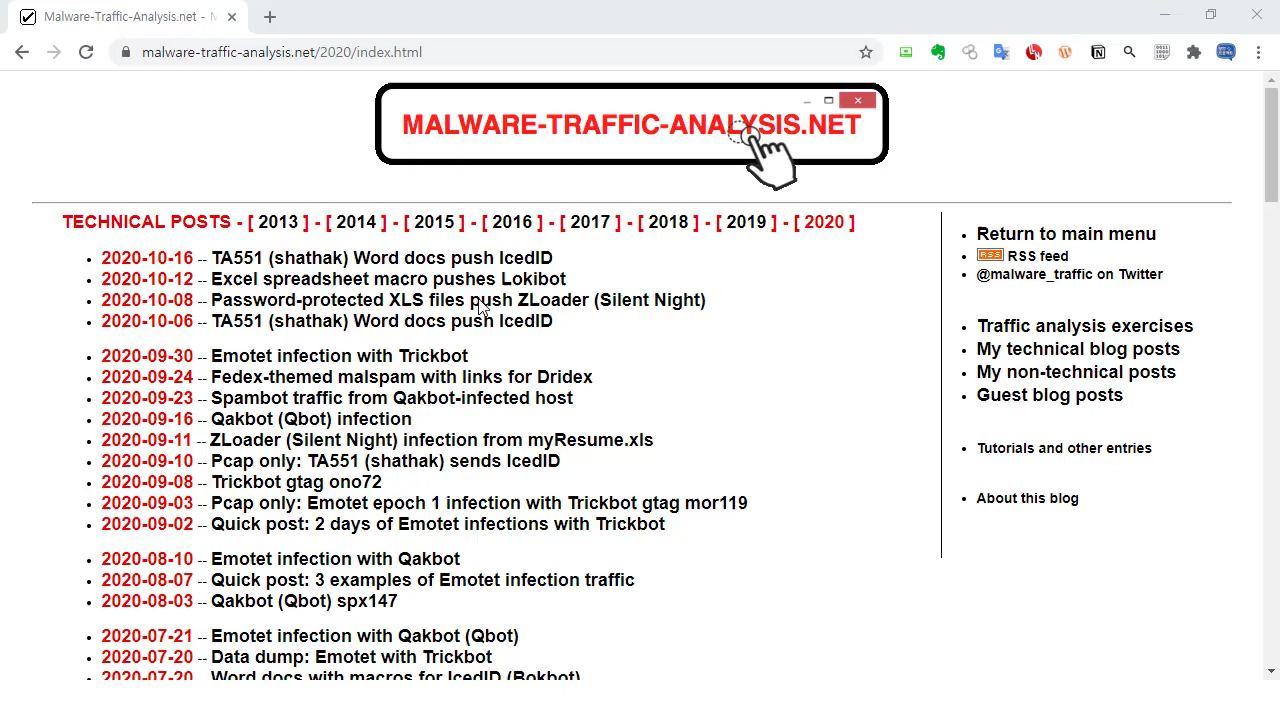 Malware-Traffic-Analysis.net -
malware-traffic-analysis.net/2020/index.html
MALWARE-TRAFFIC-ANALYSIS.NET
TECHNICAL POSTS - [ 2013 ] - [ 2014 ] - [ 2015 ] - [ 2016 ] - [ 2017 ] - [ 2018 ] - [ 2019 ] - [ 2020 ]
2020-10-16 -- TA551 (shathak) Word docs push IcedID
2020-10-12 -- Excel spreadsheet macro pushes Lokibot
2020-10-08 -- Password-protected XLS files push ZLoader (Silent Night)
2020-10-06 -- TA551 (shathak) Word docs push IcedID
2020-09-30 -- Emotet infection with Trickbot
2020-09-24 -- Fedex-themed malspam with links for Dridex
2020-09-23 -- Spambot traffic from Qakbot-infected host
2020-09-16 -- Qakbot (Qbot) infection
2020-09-11 -- ZLoader (Silent Night) infection from myResume.xls
2020-09-10 -- Pcap only: TA551 (shathak) sends IcedID
2020-09-08 -- Trickbot gtag ono72
2020-09-03 -- Pcap only: Emotet epoch 1 infection with Trickbot gtag mor119
2020-09-02 -- Quick post: 2 days of Emotet infections with Trickbot
2020-08-10 -- Emotet infection with Qakbot
2020-08-07 -- Quick post: 3 examples of Emotet infection traffic
2020-08-03 -- Qakbot (Qbot) spx147
2020-07-21 -- Emotet infection with Qakbot (Qbot)
2020-07-20 -- Data dump: Emotet with Trickbot
2020-07-20 -- Word docs with macros for IcedID (Bokbot)
Return to main menu
RSS RSS feed
@malware_traffic on Twitter
Traffic analysis exercises
My technical blog posts
My non-technical posts
Guest blog posts
Tutorials and other entries
About this blog